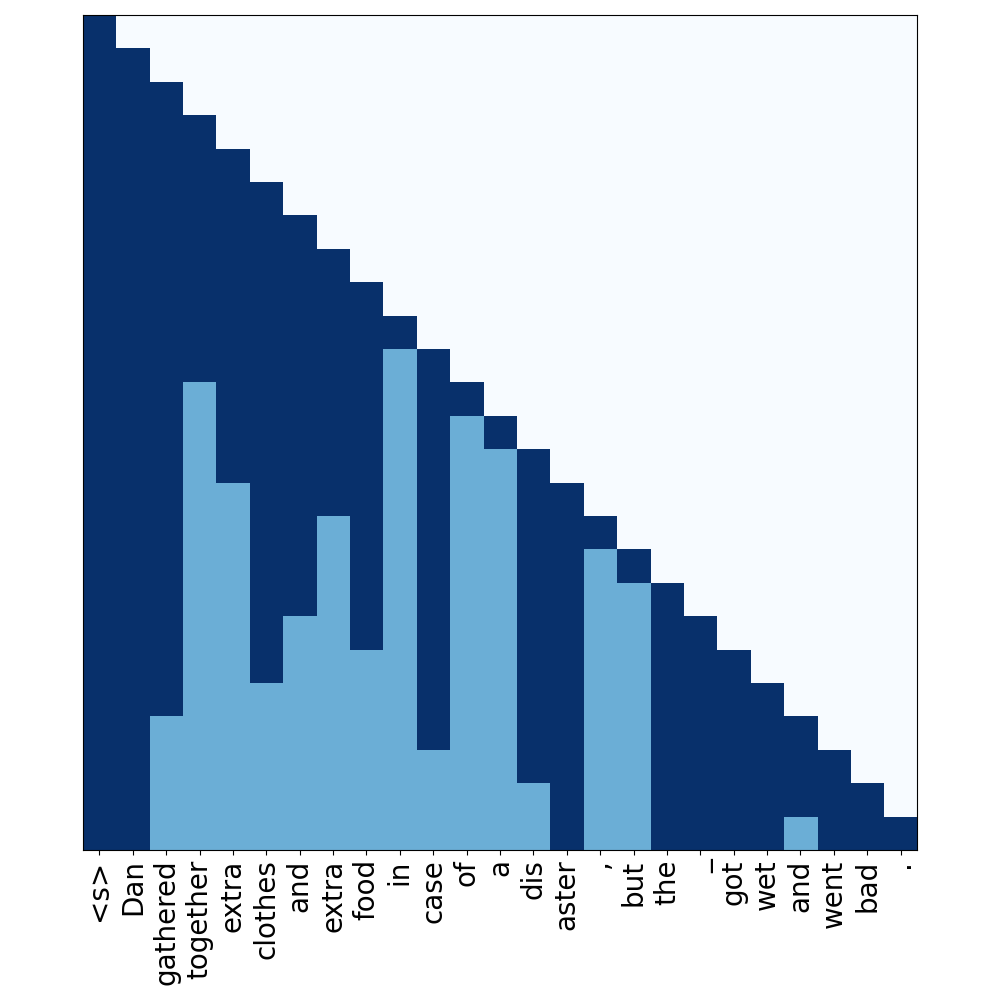 <s> Dan gathered together extra clothes and extra food in case of a dis aster , but the _ got wet and went bad .